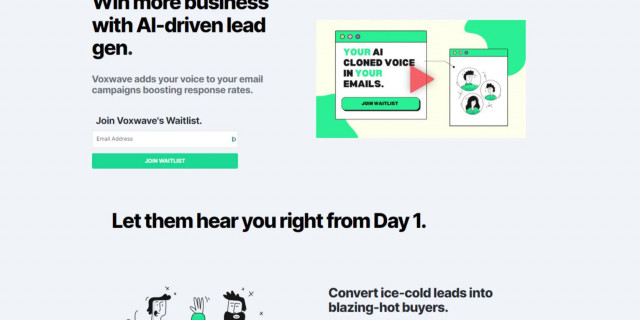 Win more business
with AI-driven lead
gen.
Voxwave adds your voice to your email
campaigns boosting response rates.
Join Voxwave's Waitlist.
Email Address
JOIN WAITLIST
YOUR AI
CLONED VOICE
IN YOUR
EMAILS.
JOIN WAITLIST
Let them hear you right from Day 1.
Convert ice-cold leads into
blazing-hot buyers.